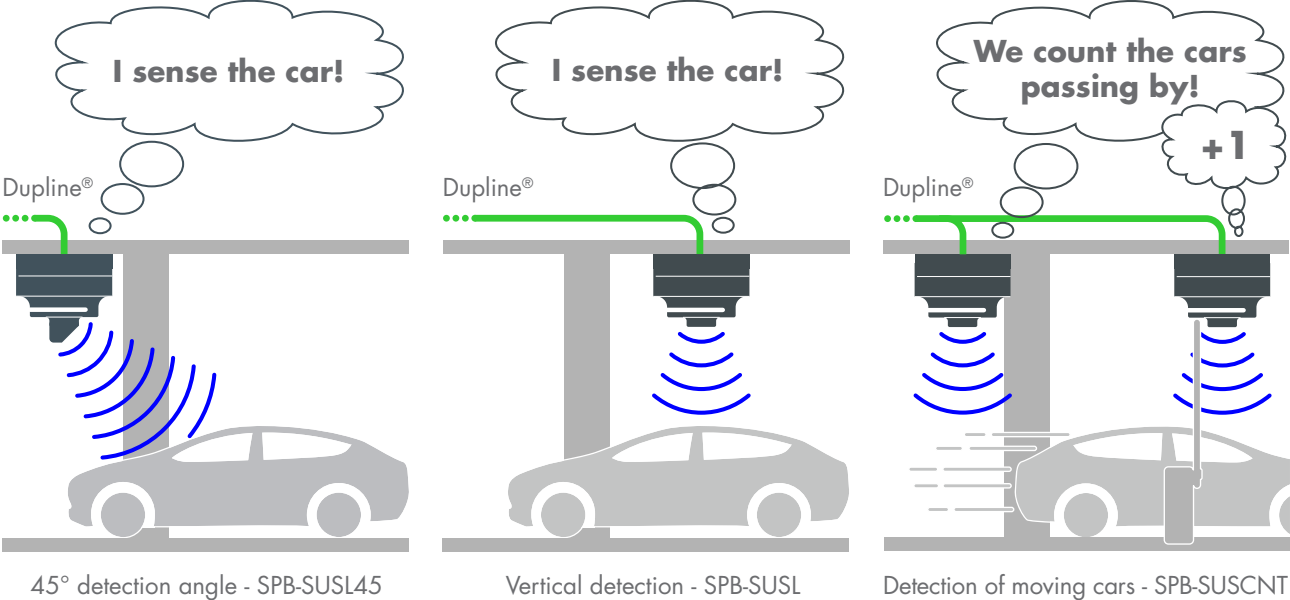 I sense the car!
Dupline®
45° detection angle - SPB-SUSL45
I sense the car!
Dupline®
Vertical detection - SPB-SUSL
We count the cars
passing by!
+1
Dupline®
Detection of moving cars - SPB-SUSCNT